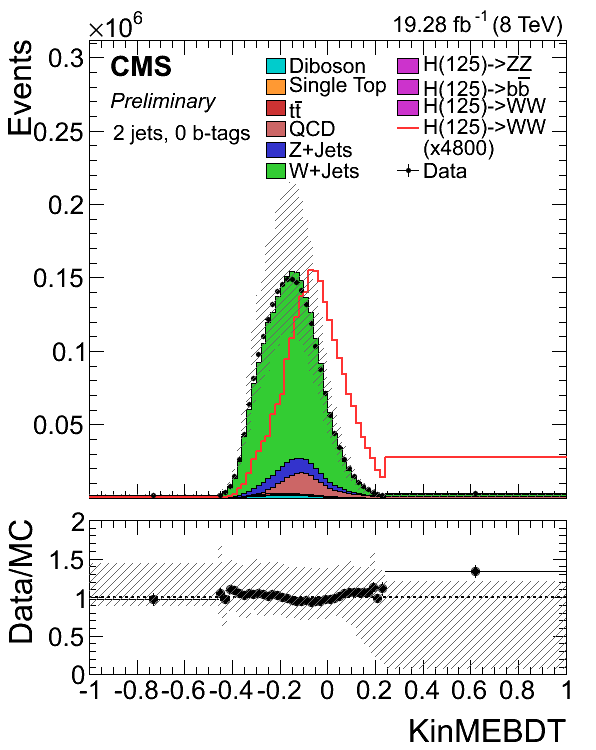 ×10⁶
19.28 fb⁻¹ (8 TeV)
Events
0.3
0.25
0.2
0.15
0.1
0.05
CMS
Preliminary
2 jets, 0 b-tags
Diboson
Single Top
tt̅
QCD
Z+Jets
W+Jets
H(125)->ZZ
H(125)->bb̅
H(125)->WW
H(125)->WW
(x4800)
Data
Data/MC
2
1.5
1
0.5
0
-1 -0.8 -0.6 -0.4 -0.2 0 0.2 0.4 0.6 0.8 1
KinMEBDT